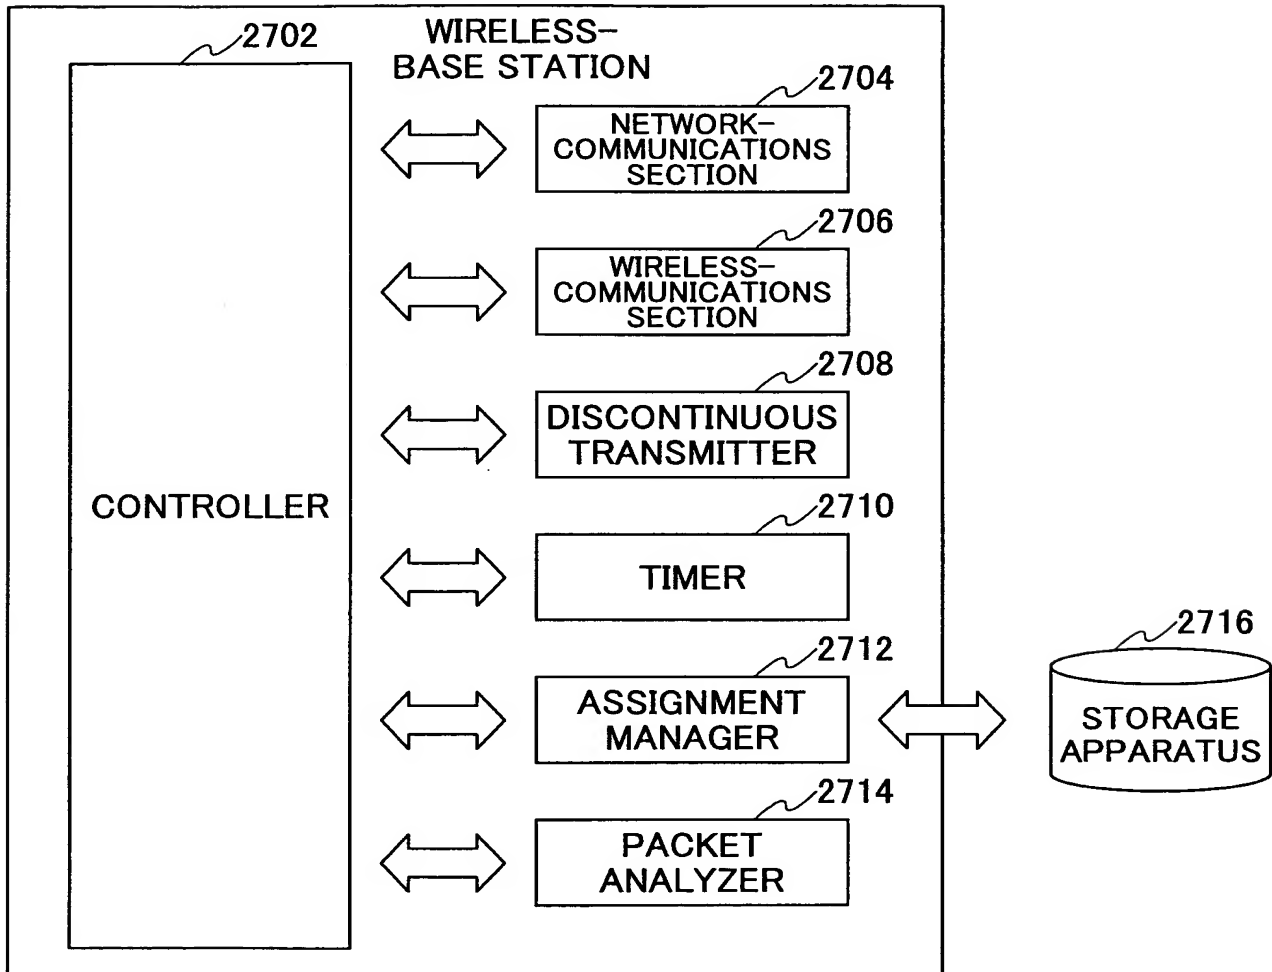 2702
WIRELESS-
BASE STATION
2704
NETWORK-
COMMUNICATIONS
SECTION
2706
WIRELESS-
COMMUNICATIONS
SECTION
2708
DISCONTINUOUS
TRANSMITTER
CONTROLLER
2710
TIMER
2712
ASSIGNMENT
MANAGER
2716
STORAGE
APPARATUS
2714
PACKET
ANALYZER